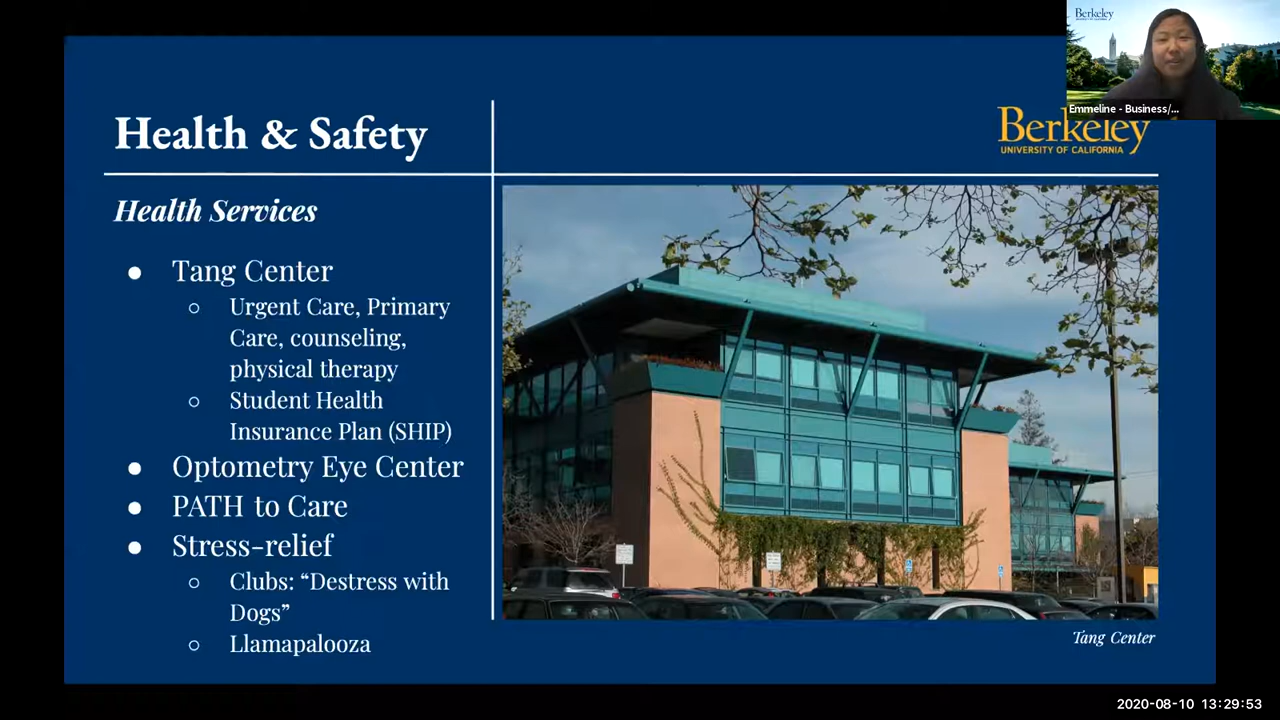 Berkeley
Emmeline - Business/...
Health & Safety
Berkeley
UNIVERSITY OF CALIFORNIA
Health Services
● Tang Center
○ Urgent Care, Primary
Care, counseling,
physical therapy
○ Student Health
Insurance Plan (SHIP)
● Optometry Eye Center
● PATH to Care
● Stress-relief
○ Clubs: “Destress with
Dogs”
○ Llamapalooza
Tang Center
2020-08-10 13:29:53